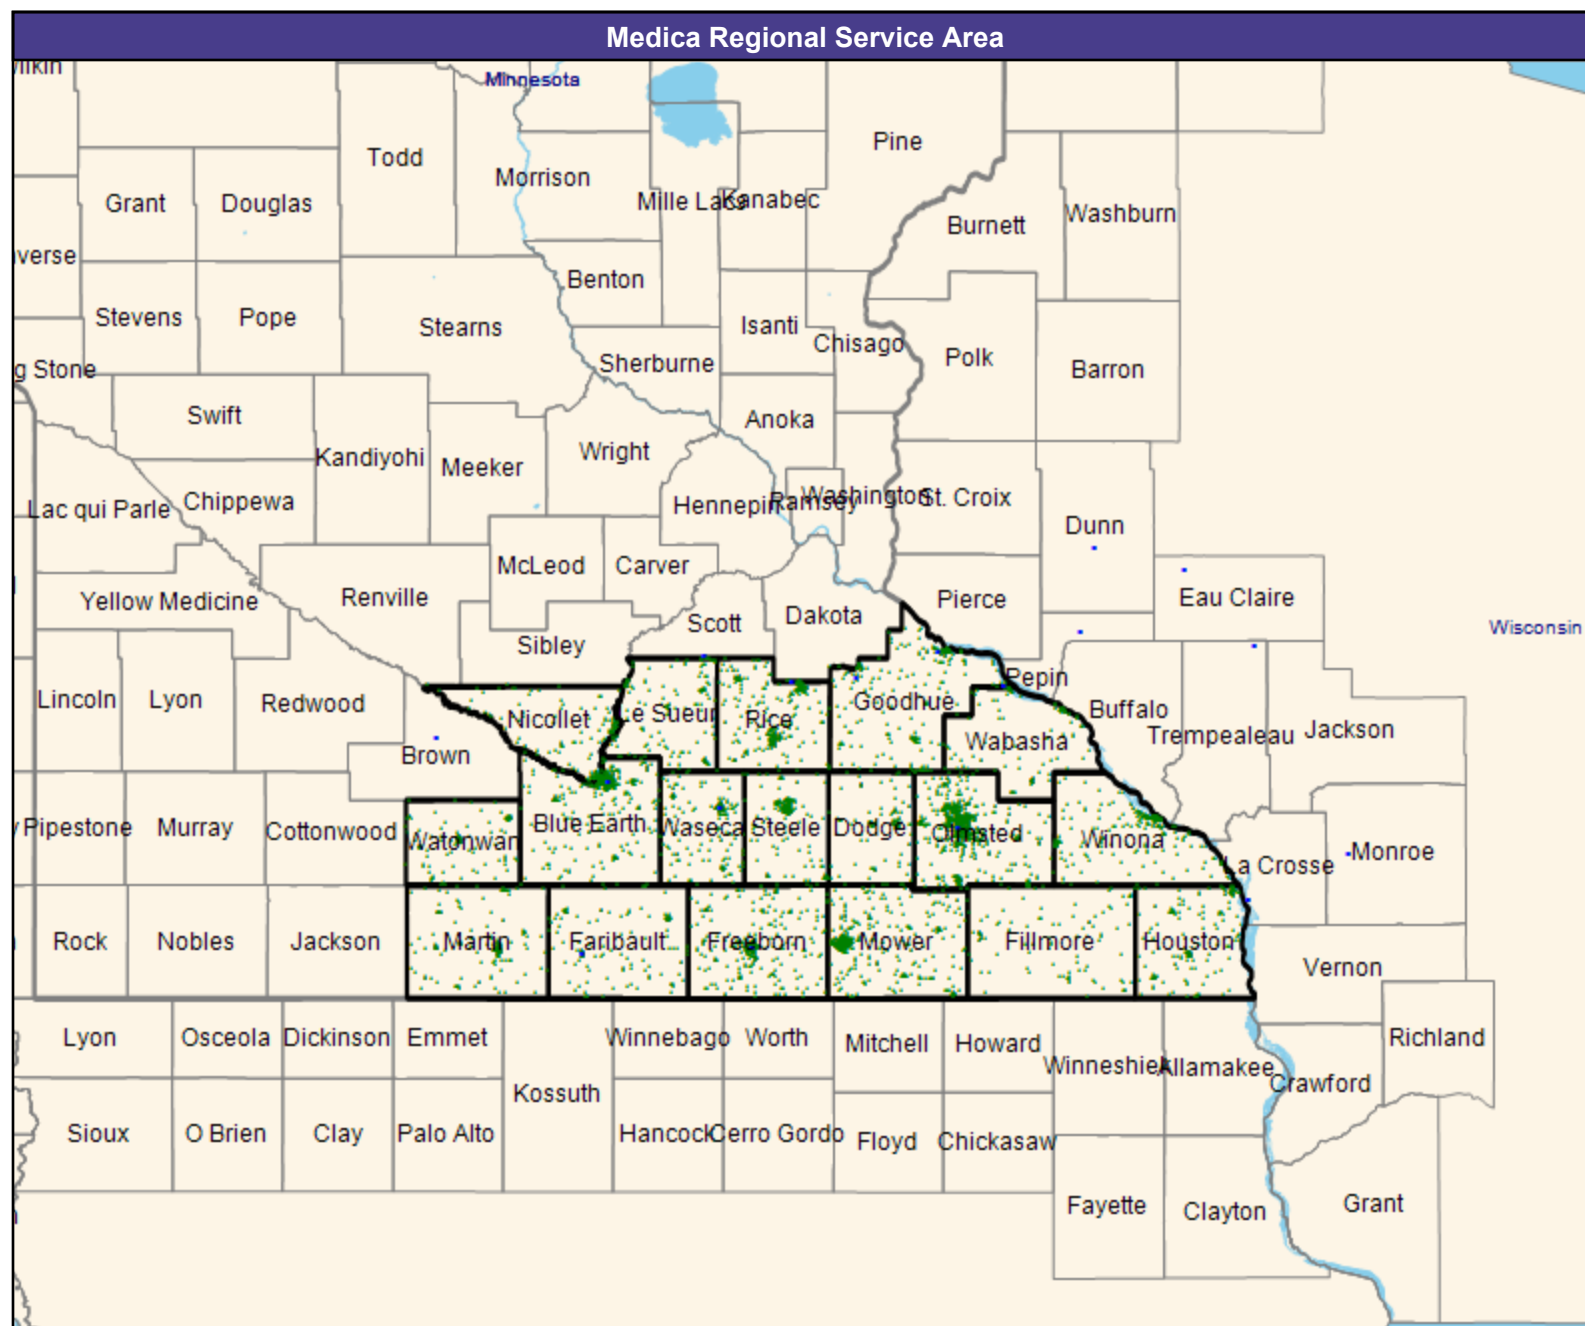 Medica Regional Service Area
Minnesota
Pine
Todd
Morrison
Mille Lacs
Kanabec
Grant
Douglas
Burnett
Washburn
Benton
Stevens
Pope
Stearns
Isanti
Chisago
Sherburne
Polk
Barron
g Stone
Swift
Anoka
Kandiyohi
Meeker
Wright
Lac qui Parle
Chippewa
Hennepin
Ramsey
Washington
St. Croix
Dunn
McLeod
Carver
Yellow Medicine
Renville
Pierce
Eau Claire
Scott
Dakota
Wisconsin
Sibley
Pepin
Lincoln
Lyon
Redwood
Nicollet
Le Sueur
Rice
Goodhue
Buffalo
Trempealeau
Jackson
Brown
Wabasha
Pipestone
Murray
Cottonwood
Watonwan
Blue Earth
Waseca
Steele
Dodge
Olmsted
Winona
La Crosse
Monroe
Rock
Nobles
Jackson
Martin
Faribault
Freeborn
Mower
Fillmore
Houston
Vernon
Lyon
Osceola
Dickinson
Emmet
Winnebago
Worth
Mitchell
Howard
Winneshiek
Allamakee
Richland
Crawford
Kossuth
Sioux
O Brien
Clay
Palo Alto
Hancock
Cerro Gordo
Floyd
Chickasaw
Fayette
Clayton
Grant